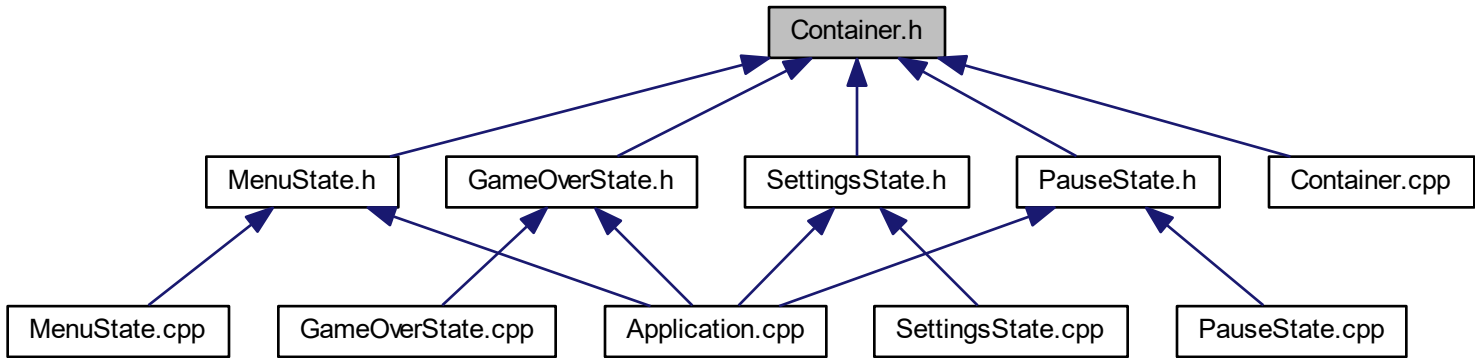 Container.h
MenuState.h
GameOverState.h
SettingsState.h
PauseState.h
Container.cpp
MenuState.cpp
GameOverState.cpp
Application.cpp
SettingsState.cpp
PauseState.cpp